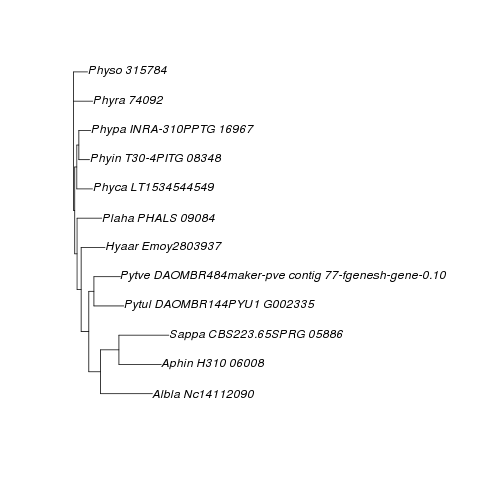 Physo 315784
Phyra 74092
Phypa INRA-310PPTG 16967
Phyin T30-4PITG 08348
Phyca LT1534544549
Plaha PHALS 09084
Hyaar Emoy2803937
Pytve DAOMBR484maker-pve contig 77-fgenesh-gene-0.10
Pytul DAOMBR144PYU1 G002335
Sappa CBS223.65SPRG 05886
Aphin H310 06008
Albla Nc14112090